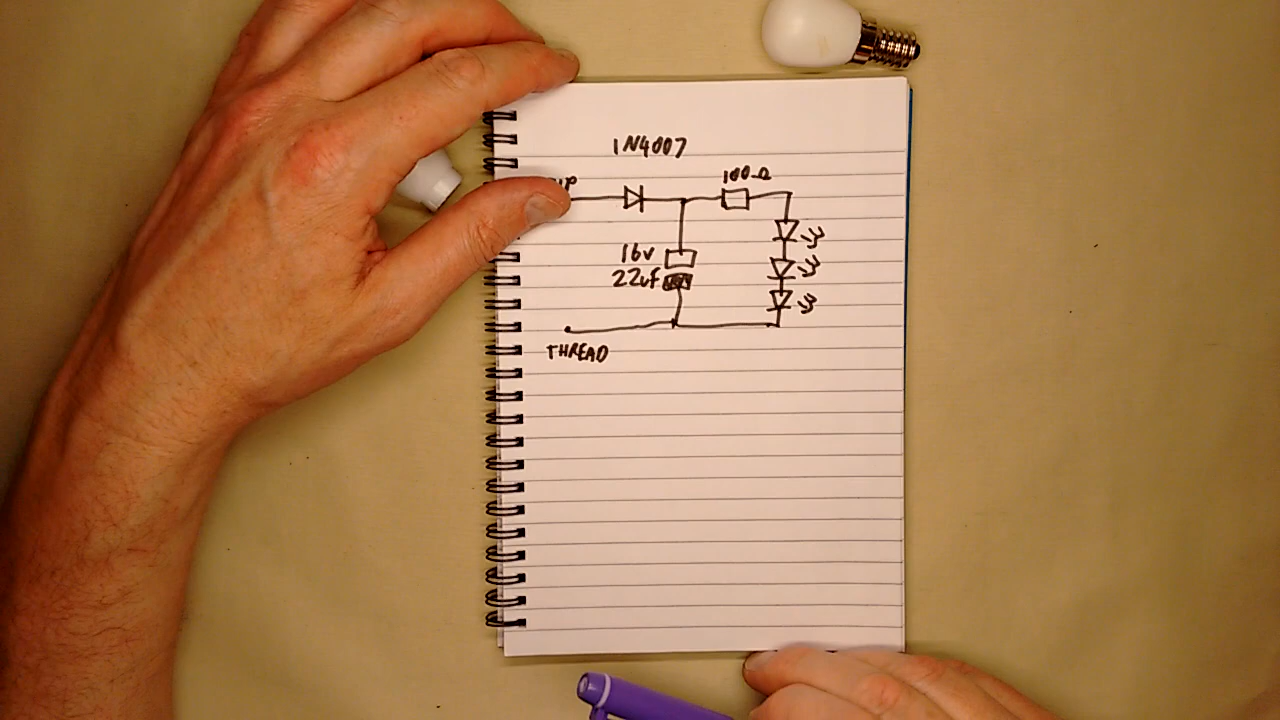 1N4007
100Ω
16v
22uf
THREAD